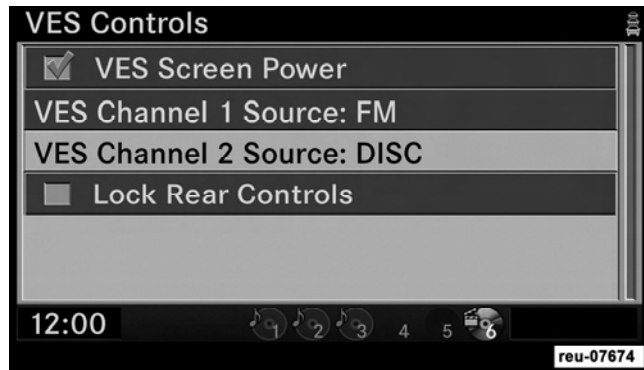 VES Controls
VES Screen Power
VES Channel 1 Source: FM
VES Channel 2 Source: DISC
Lock Rear Controls
12:00 1 2 3 4 5 6
reu-07674